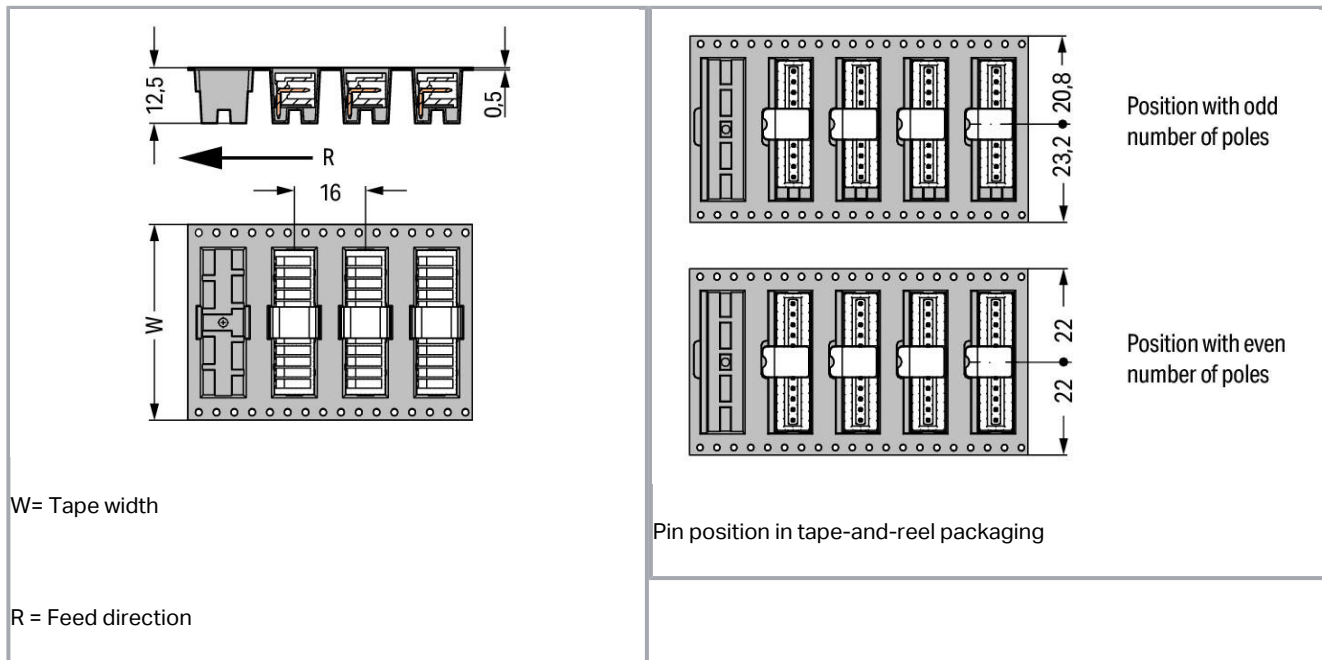 12,5
0,5
R
16
W
W= Tape width
R = Feed direction
20,8
23,2
Position with odd
number of poles
22
22
Position with even
number of poles
Pin position in tape-and-reel packaging